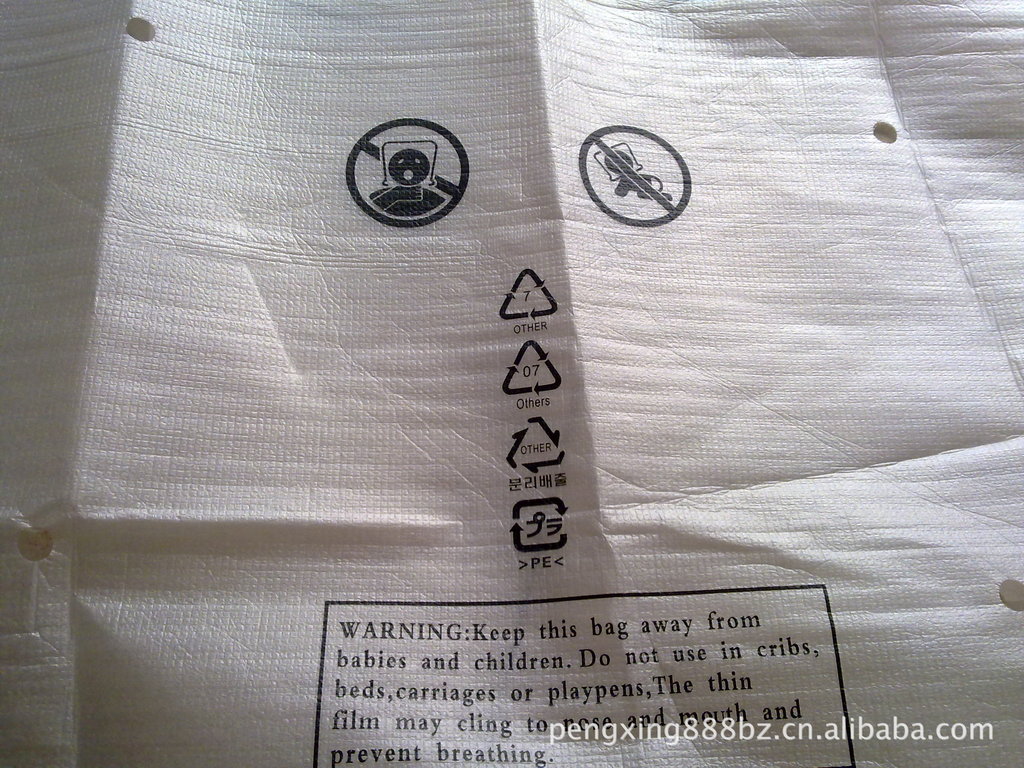 7
OTHER
07
Others
OTHER
분리배출
プラ
>PE<
WARNING:Keep this bag away from
babies and children. Do not use in cribs,
beds,carriages or playpens,The thin
film may cling to nose and mouth and
prevent breathing.
pengxing888bz.cn.alibaba.com